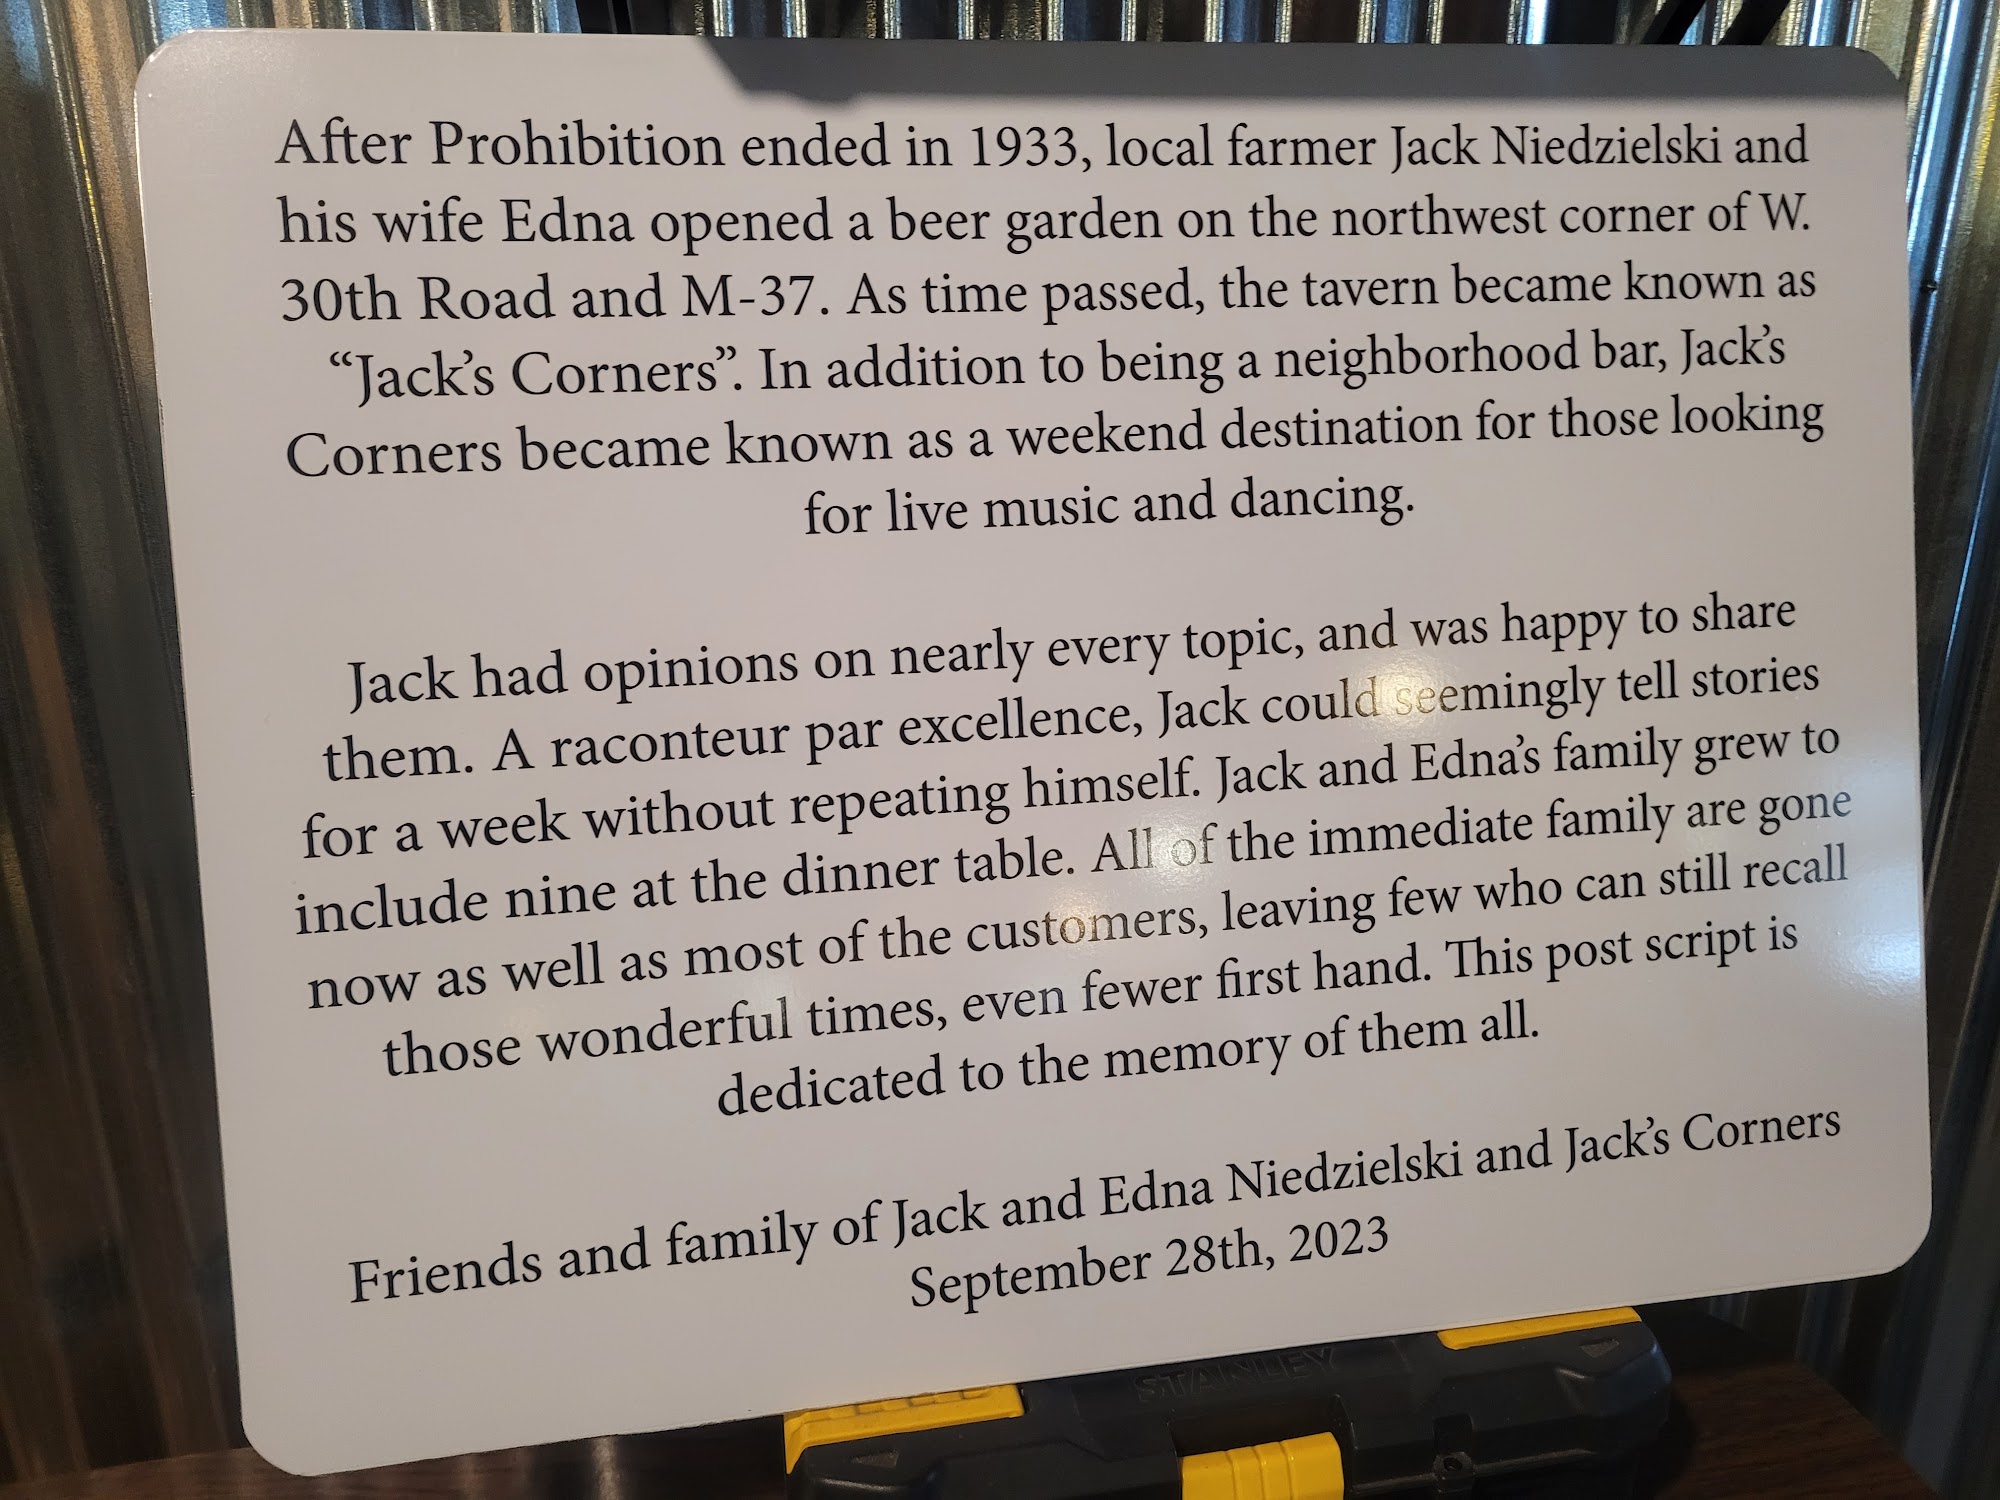 After Prohibition ended in 1933, local farmer Jack Niedzielski and
his wife Edna opened a beer garden on the northwest corner of W.
30th Road and M-37. As time passed, the tavern became known as
“Jack’s Corners”. In addition to being a neighborhood bar, Jack’s
Corners became known as a weekend destination for those looking
for live music and dancing.
Jack had opinions on nearly every topic, and was happy to share
them. A raconteur par excellence, Jack could seemingly tell stories
for a week without repeating himself. Jack and Edna’s family grew to
include nine at the dinner table. All of the immediate family are gone
now as well as most of the customers, leaving few who can still recall
those wonderful times, even fewer first hand. This post script is
dedicated to the memory of them all.
Friends and family of Jack and Edna Niedzielski and Jack’s Corners
September 28th, 2023
STANLEY